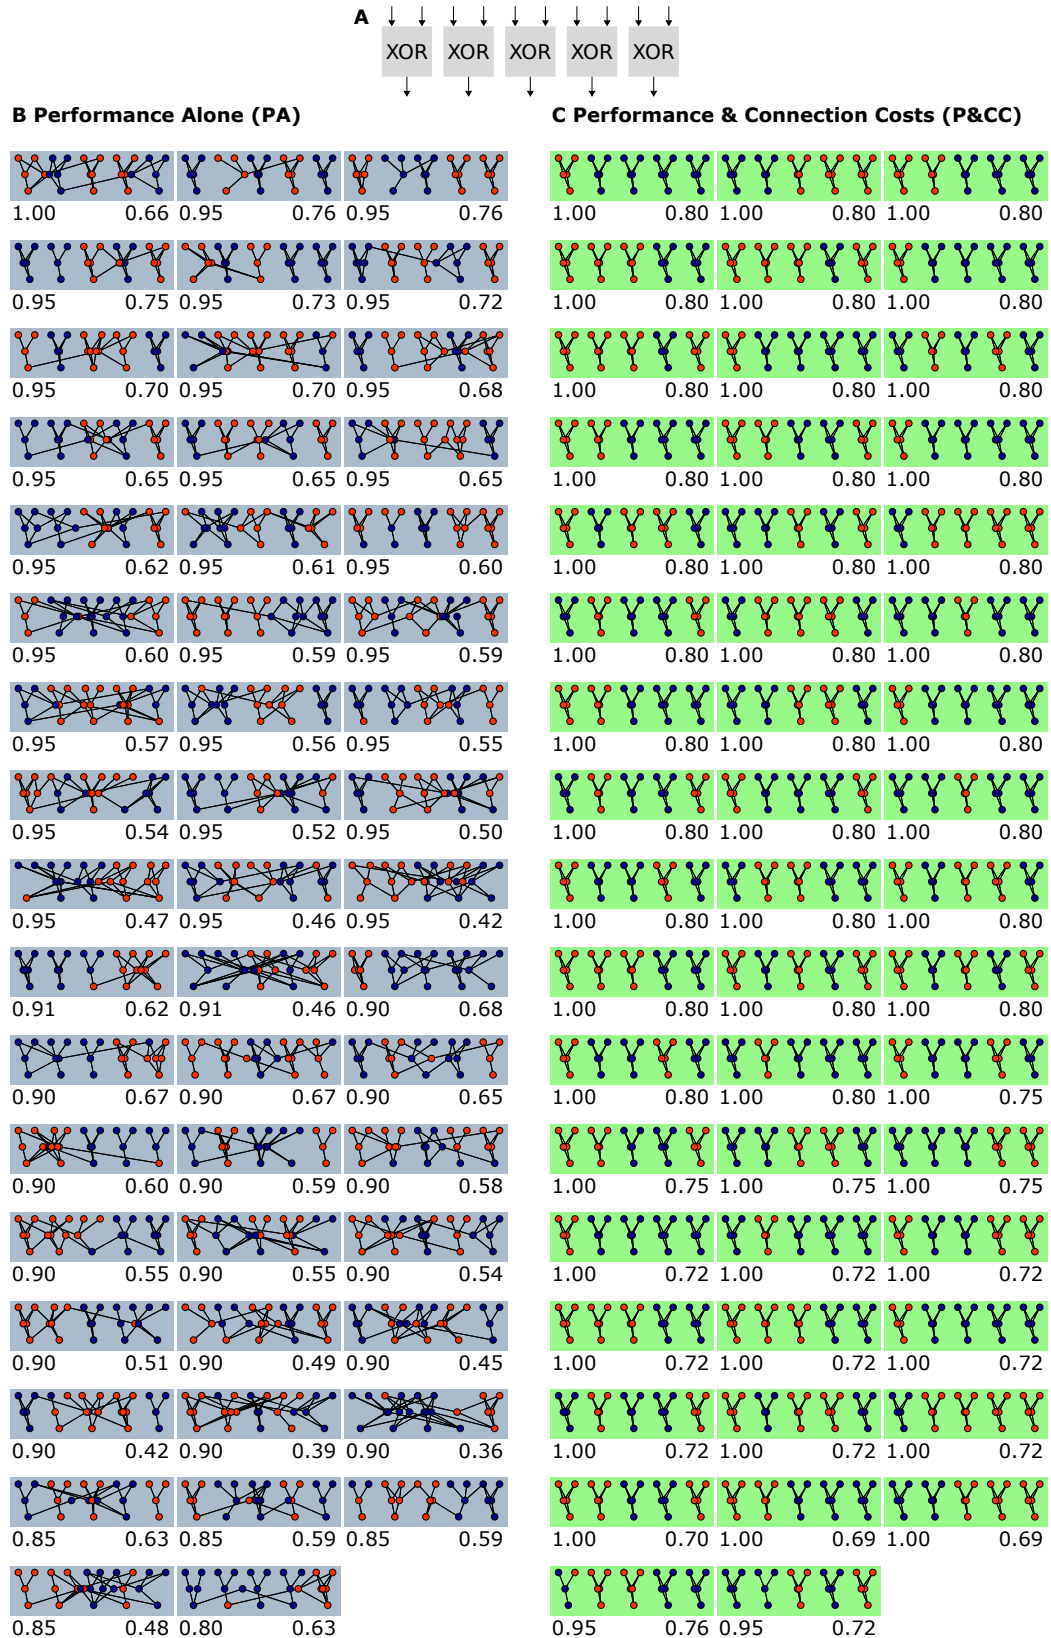 A
XOR XOR XOR XOR XOR
B Performance Alone (PA)
C Performance & Connection Costs (P&CC)
1.00 0.66 0.95 0.76 0.95 0.76 1.00 0.80 1.00 0.80 1.00 0.80
0.95 0.75 0.95 0.73 0.95 0.72 1.00 0.80 1.00 0.80 1.00 0.80
0.95 0.70 0.95 0.70 0.95 0.68 1.00 0.80 1.00 0.80 1.00 0.80
0.95 0.65 0.95 0.65 0.95 0.65 1.00 0.80 1.00 0.80 1.00 0.80
0.95 0.62 0.95 0.61 0.95 0.60 1.00 0.80 1.00 0.80 1.00 0.80
0.95 0.60 0.95 0.59 0.95 0.59 1.00 0.80 1.00 0.80 1.00 0.80
0.95 0.57 0.95 0.56 0.95 0.55 1.00 0.80 1.00 0.80 1.00 0.80
0.95 0.54 0.95 0.52 0.95 0.50 1.00 0.80 1.00 0.80 1.00 0.80
0.95 0.47 0.95 0.46 0.95 0.42 1.00 0.80 1.00 0.80 1.00 0.80
0.91 0.62 0.91 0.46 0.90 0.68 1.00 0.80 1.00 0.80 1.00 0.80
0.90 0.67 0.90 0.67 0.90 0.65 1.00 0.80 1.00 0.80 1.00 0.75
0.90 0.60 0.90 0.59 0.90 0.58 1.00 0.75 1.00 0.75 1.00 0.75
0.90 0.55 0.90 0.55 0.90 0.54 1.00 0.72 1.00 0.72 1.00 0.72
0.90 0.51 0.90 0.49 0.90 0.45 1.00 0.72 1.00 0.72 1.00 0.72
0.90 0.42 0.90 0.39 0.90 0.36 1.00 0.72 1.00 0.72 1.00 0.72
0.85 0.63 0.85 0.59 0.85 0.59 1.00 0.70 1.00 0.69 1.00 0.69
0.85 0.48 0.80 0.63 0.95 0.76 0.95 0.72